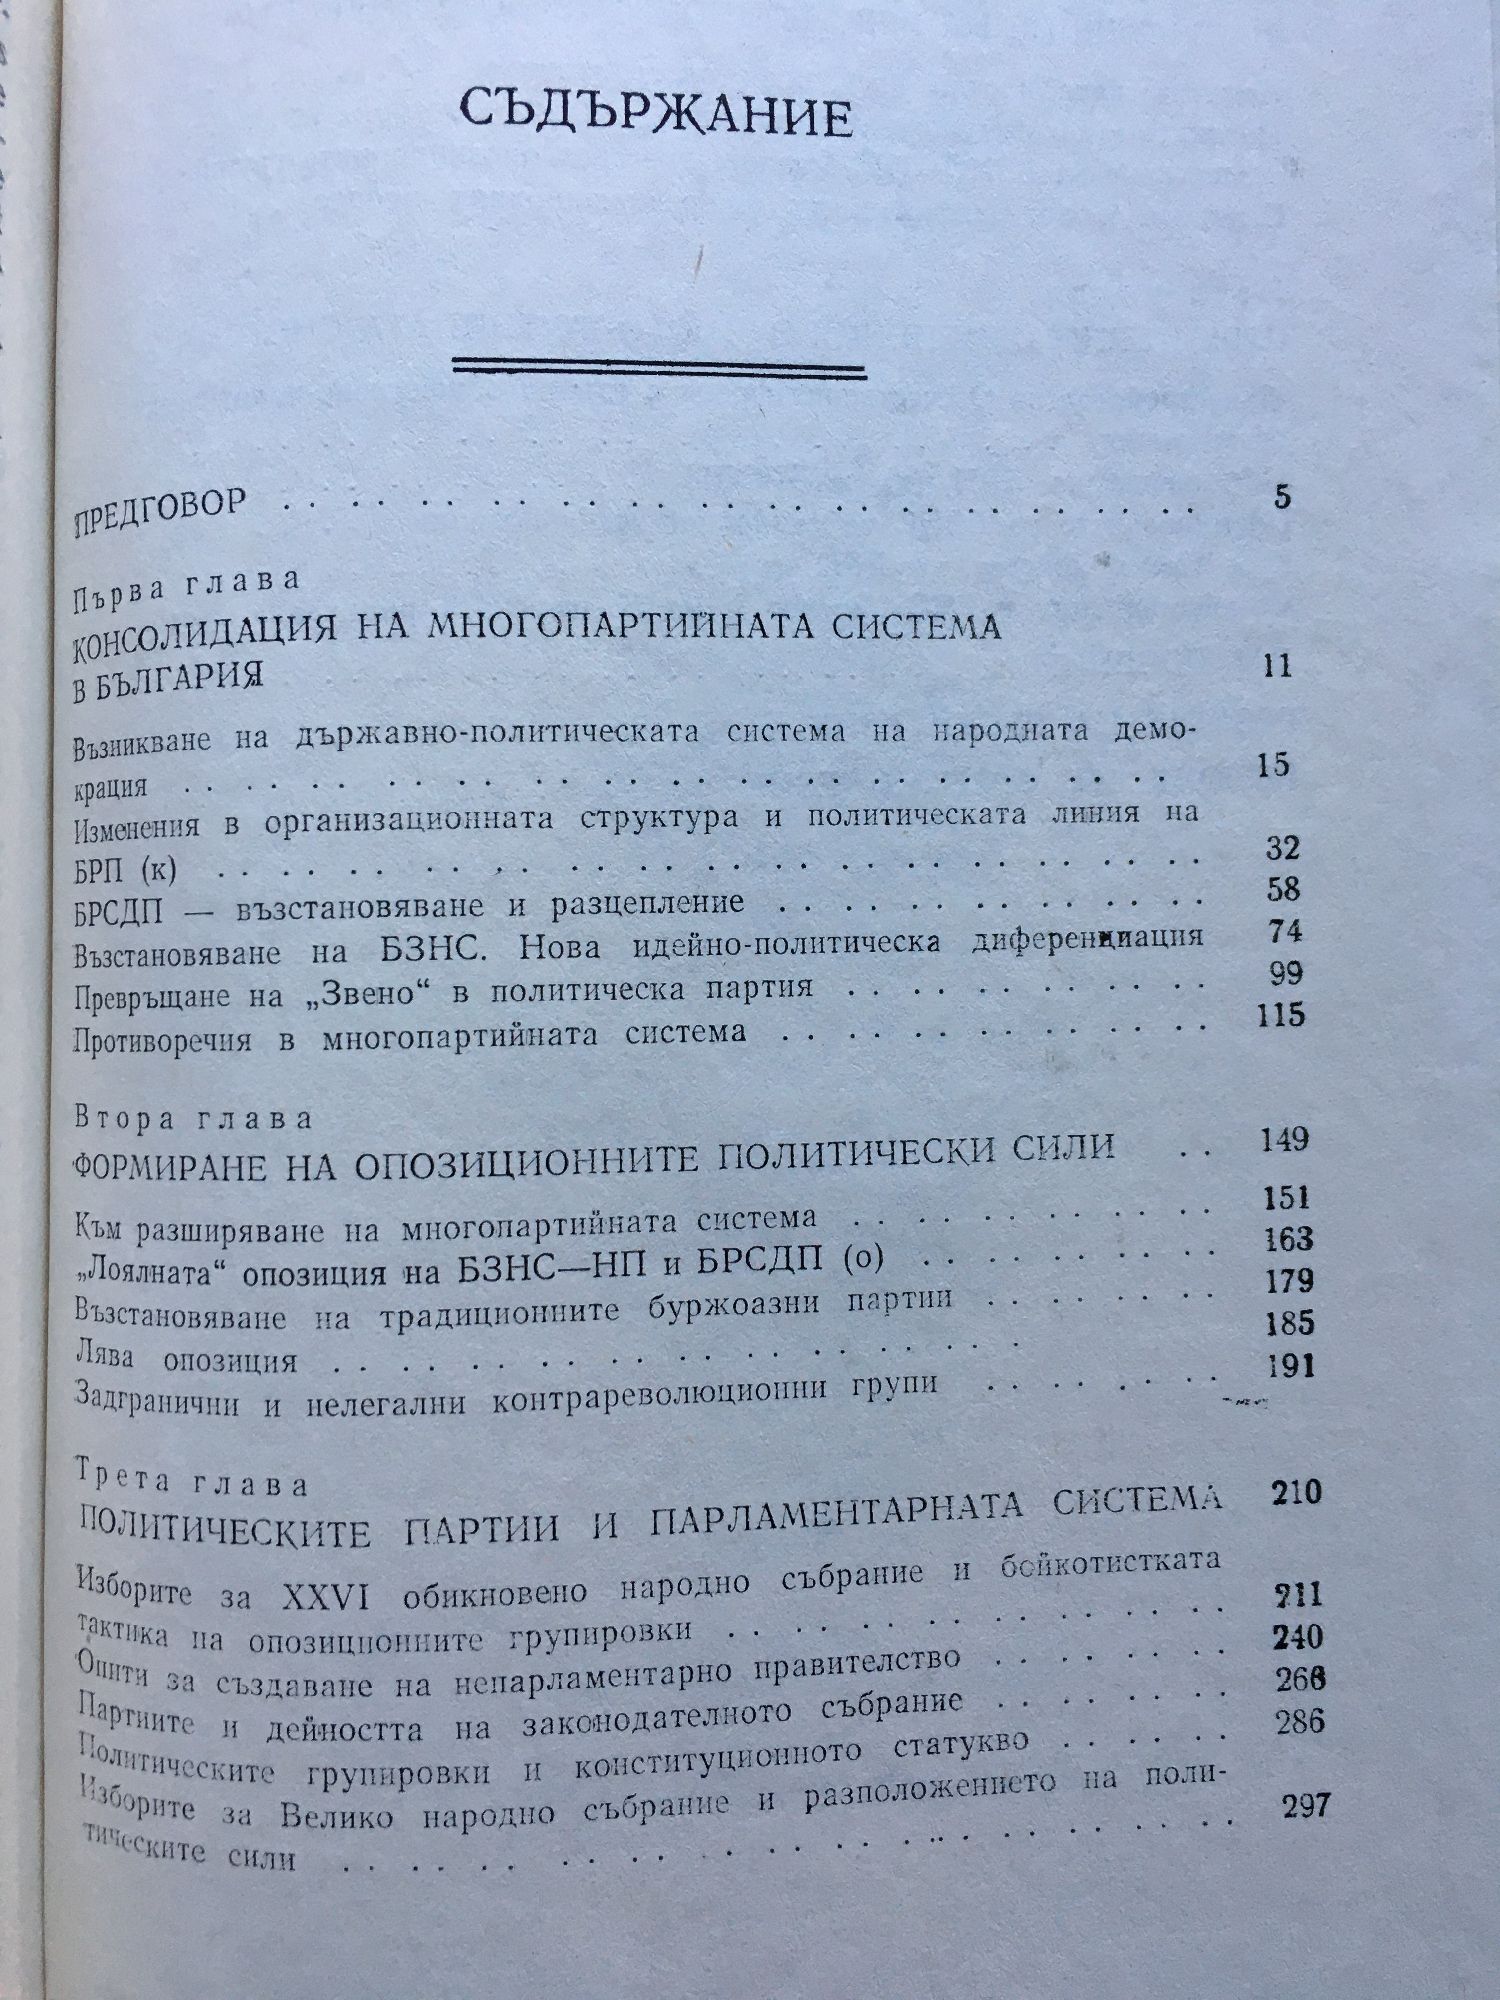 СЪДЪРЖАНИЕ
ПРЕДГОВОР . . . . . . . . . . . . . . . . . . . . 5
Първа глава
КОНСОЛИДАЦИЯ НА МНОГОПАРТИЙНАТА СИСТЕМА
В БЪЛГАРИЯ 11
Възникване на държавно-политическата система на народната демо-
крация . . . . . . . . . . . . . . . . . . . . 15
Изменения в организационната структура и политическата линия на
БРП (к) . . . . . . . . . . . . . . . . . . . . 32
БРСДП — възстановяване и разцепление . . . . . . . . . . . . 58
Възстановяване на БЗНС. Нова идейно-политическа диференциация 74
Превръщане на „Звено“ в политическа партия . . . . . . . . . . 99
Противоречия в многопартийната система . . . . . . . . . . . . 115
Втора глава
ФОРМИРАНЕ НА ОПОЗИЦИОННИТЕ ПОЛИТИЧЕСКИ СИЛИ . . 149
Към разширяване на многопартийната система . . . . . . . . . . 151
„Лоялната“ опозиция на БЗНС—НП и БРСДП (о) . . . . . . . . 163
Възстановяване на традиционните буржоазни партии . . . . . . . 179
Лява опозиция . . . . . . . . . . . . . . . . . . 185
Задгранични и нелегални контрареволюционни групи . . . . . . . 191
Трета глава
ПОЛИТИЧЕСКИТЕ ПАРТИИ И ПАРЛАМЕНТАРНАТА СИСТЕМА 210
Изборите за XXVI обикновено народно събрание и бойкотистката
тактика на опозиционните групировки . . . . . . . . . . . . . 211
Опити за създаване на непарламентарно правителство . . . . . . . 240
Партиите и дейността на законодателното събрание . . . . . . . 266
Политическите групировки и конституционното статукво . . . . . . 286
Изборите за Велико народно събрание и разположението на поли-
тическите сили . . . . . . . . . . . . . . . . . . . . 297